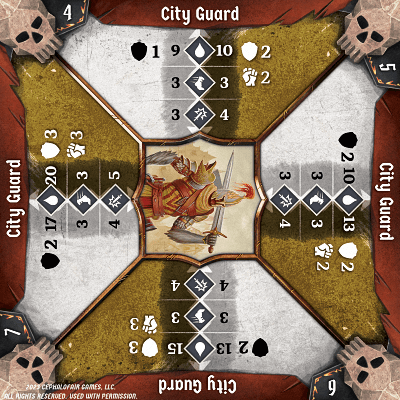 4
City Guard
1 9 10 2
2
3 3
3 4
5
City Guard
2 10 13 2
2
3 3
3 4
6
City Guard
2 13 15 3
3
3 3
4 4
7
City Guard
2 17 20 3
3
3 3
4 5
2023 CEPHALOFAIR GAMES, LLC.
ALL RIGHTS RESERVED. USED WITH PERMISSION.